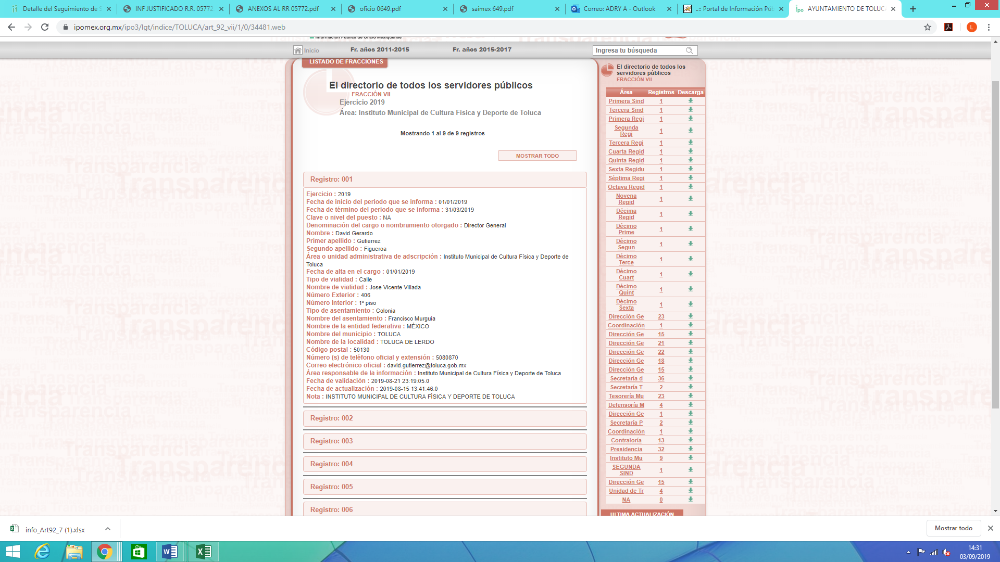 Detalle del Seguimiento de S
INF JUSTIFICADO R.R. 05772
ANEXOS AL RR 05772.pdf
oficio 0649.pdf
saimex 649.pdf
Correo: ADRY A - Outlook
..:: Portal de Información Púb
AYUNTAMIENTO DE TOLUCA
ipomex.org.mx/ipo3/lgt/indice/TOLUCA/art_92_vii/1/0/34481.web
L
Información Pública de Oficio Mexiquense
Inicio
Fr. años 2011-2015
Fr. años 2015-2017
Ingresa tu búsqueda
LISTADO DE FRACCIONES
El directorio de todos los servidores públicos
FRACCIÓN VII
Ejercicio 2019
Área: Instituto Municipal de Cultura Física y Deporte de Toluca
Mostrando 1 al 9 de 9 registros
MOSTRAR TODO
Registro: 001
Ejercicio : 2019
Fecha de inicio del periodo que se informa : 01/01/2019
Fecha de término del periodo que se informa : 31/03/2019
Clave o nivel del puesto : NA
Denominación del cargo o nombramiento otorgado : Director General
Nombre : David Gerardo
Primer apellido : Gutierrez
Segundo apellido : Figueroa
Área o unidad administrativa de adscripción : Instituto Municipal de Cultura Física y Deporte de
Toluca
Fecha de alta en el cargo : 01/01/2019
Tipo de vialidad : Calle
Nombre de vialidad : Jose Vicente Villada
Número Exterior : 406
Número Interior : 1º piso
Tipo de asentamiento : Colonia
Nombre del asentamiento : Francisco Murguia
Nombre de la entidad federativa : MÉXICO
Nombre del municipio : TOLUCA
Nombre de la localidad : TOLUCA DE LERDO
Código postal : 50130
Número (s) de teléfono oficial y extensión : 5080870
Correo electrónico oficial : david.gutierrez@toluca.gob.mx
Área responsable de la información : Instituto Municipal de Cultura Física y Deporte de Toluca
Fecha de validación : 2019-08-21 23:19:05.0
Fecha de actualización : 2019-08-15 13:41:46.0
Nota : INSTITUTO MUNICIPAL DE CULTURA FÍSICA Y DEPORTE DE TOLUCA
Registro: 002
Registro: 003
Registro: 004
Registro: 005
Registro: 006
El directorio de todos los
servidores públicos
FRACCIÓN VII
Área Registros Descarga
Primera Sind 1
Tercera Sind 1
Primera Regi 1
Segunda
Regi 1
Tercera Regi 1
Cuarta Regid 1
Quinta Regid 1
Sexta Regidu 1
Séptima Regi 1
Octava Regid 1
Novena
Regid 1
Décima
Regid 1
Décimo
Prime 1
Décimo
Segun 1
Décimo
Terce 1
Décimo
Cuart 1
Décimo
Quint 1
Décimo
Sexta 1
Dirección Ge 23
Coordinación 1
Dirección Ge 15
Dirección Ge 21
Dirección Ge 22
Dirección Ge 18
Dirección Ge 15
Secretaría d 36
Secretaría T 2
Tesorería Mu 23
Defensoría M 4
Dirección Ge 1
Secretaría P 2
Coordinación 1
Contraloría 13
Presidencia 32
Instituto Mu 9
SEGUNDA
SIND 1
Dirección Ge 15
Unidad de Tr 4
NA 0
ULTIMA ACTUALIZACIÓN
info_Art92_7 (1).xlsx
Mostrar todo
14:31
03/09/2019